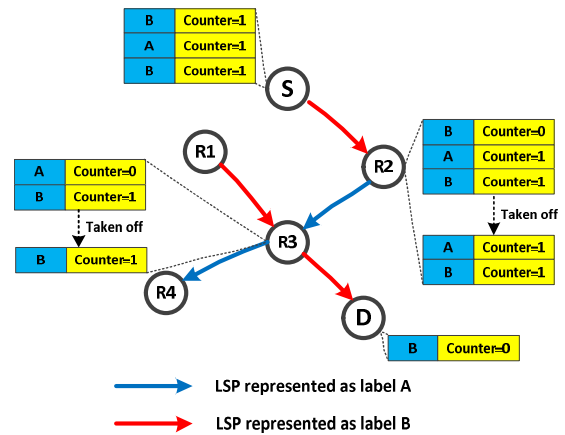 B Counter=1
A Counter=1
B Counter=1
S
R1
R2
B Counter=0
A Counter=1
B Counter=1
Taken off
A Counter=1
B Counter=1
A Counter=0
B Counter=1
Taken off
B Counter=1
R3
R4
D
B Counter=0
LSP represented as label A
LSP represented as label B